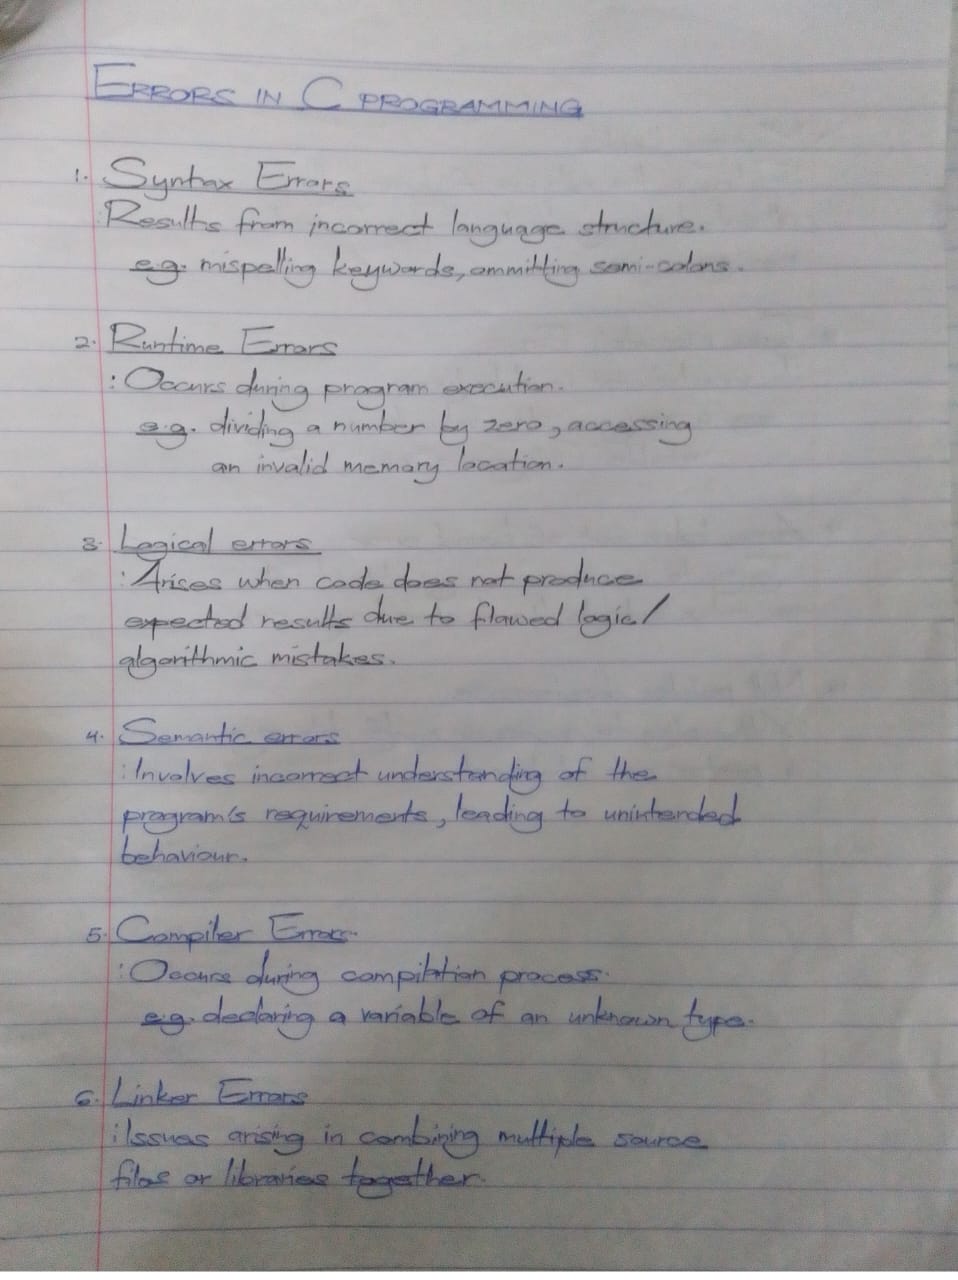 ERRORS IN C PROGRAMMING
1. Syntax Errors
: Results from incorrect language structure.
e.g. mispelling keywords, ammitting semi-colons.
2. Runtime Errors
: Occurs during program execution.
e.g. dividing a number by zero, accessing
an invalid memory location.
3. Logical errors
: Arises when code does not produce
expected results due to flawed logic/
algorithmic mistakes.
4. Semantic errors
: Involves incorrect understanding of the
program's requirements, leading to unintended
behaviour.
5. Compiler Errors.
: Occurs during compilation process.
e.g. declaring a variable of an unknown type.
6. Linker Errors
: Issues arising in combining multiple source
files or libraries together.